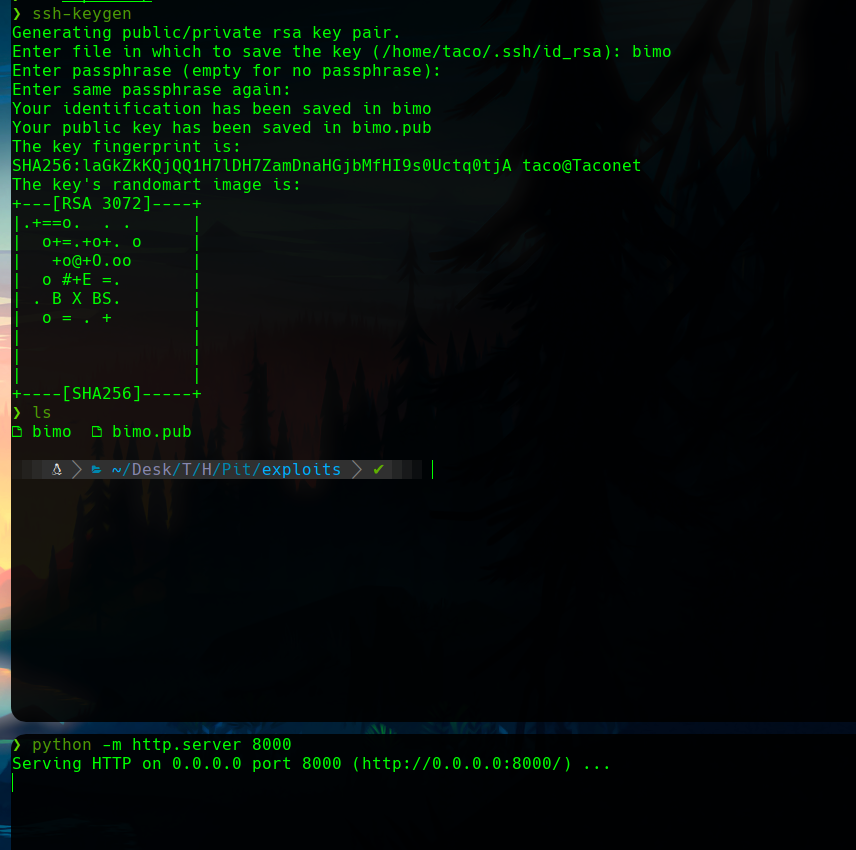 ❯ ssh-keygen
Generating public/private rsa key pair.
Enter file in which to save the key (/home/taco/.ssh/id_rsa): bimo
Enter passphrase (empty for no passphrase):
Enter same passphrase again:
Your identification has been saved in bimo
Your public key has been saved in bimo.pub
The key fingerprint is:
SHA256:laGkZkKQjQQ1H7lDH7ZamDnaHGjbMfHI9s0Uctq0tjA taco@Taconet
The key's randomart image is:
+---[RSA 3072]----+
|.+==o.  . .      |
|  o+=.+o+. o     |
|   +o@+O.oo      |
|  o #+E =.       |
| . B X BS.       |
|  o = . +        |
|                 |
|                 |
|                 |
+----[SHA256]-----+
❯ ls
bimo  bimo.pub
~/Desk/T/H/Pit/exploits ✔
❯ python -m http.server 8000
Serving HTTP on 0.0.0.0 port 8000 (http://0.0.0.0:8000/) ...